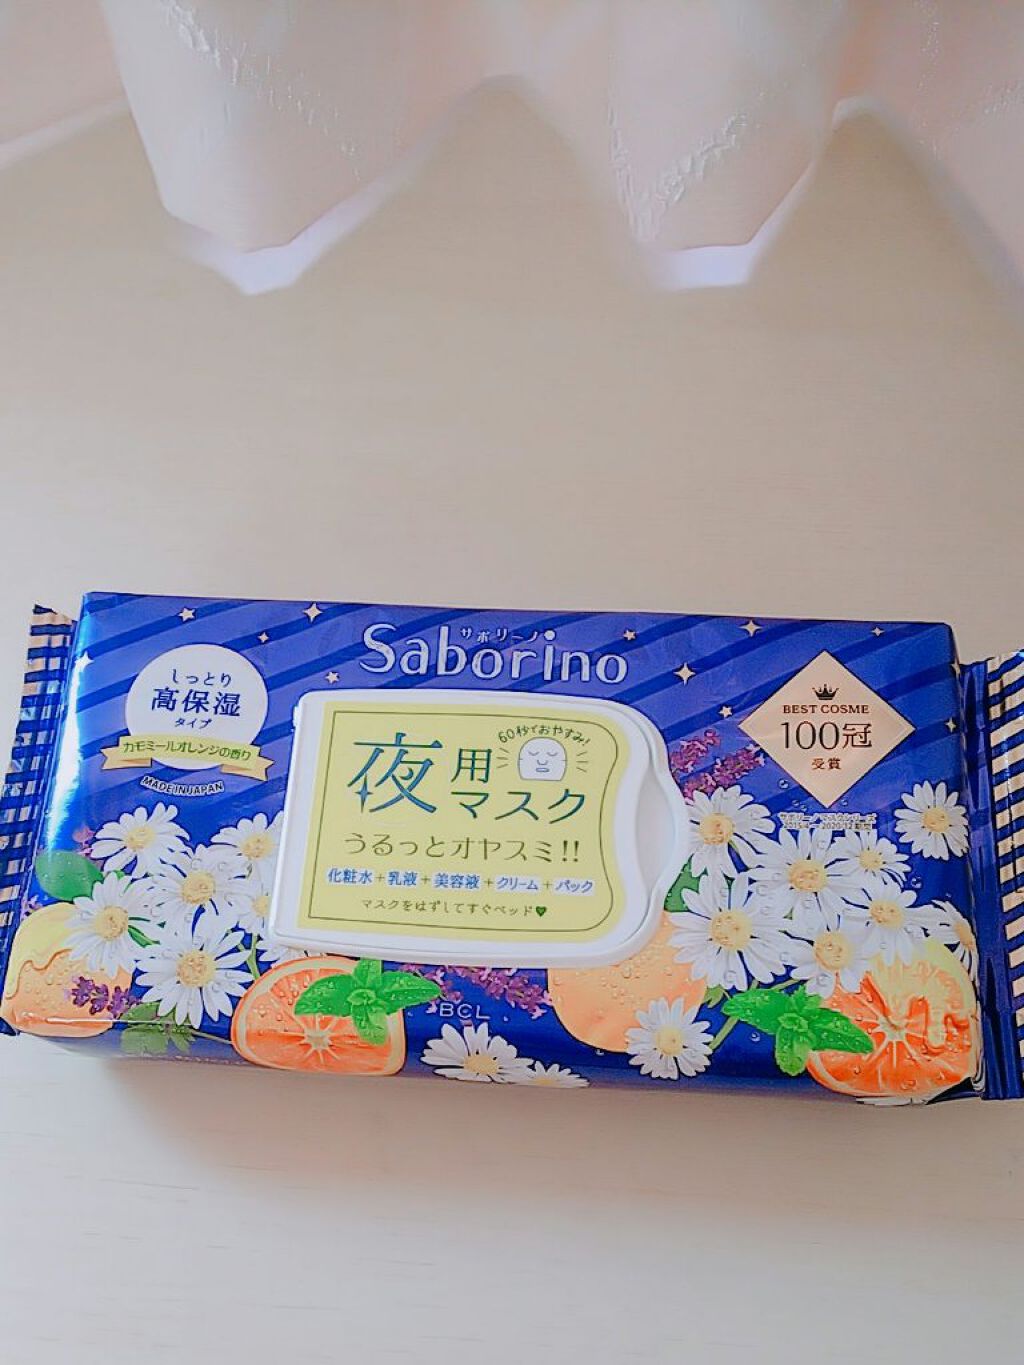 サボリーノ
Saborino
しっとり
高保湿
タイプ
カモミールオレンジの香り
MADE IN JAPAN
60秒でおやすみ!
夜用
マスク
うるっとオヤスミ!!
化粧水+乳液+美容液+クリーム+パック
マスクをはずしてすぐベッド♥
BEST COSME
100冠
受賞
BCL